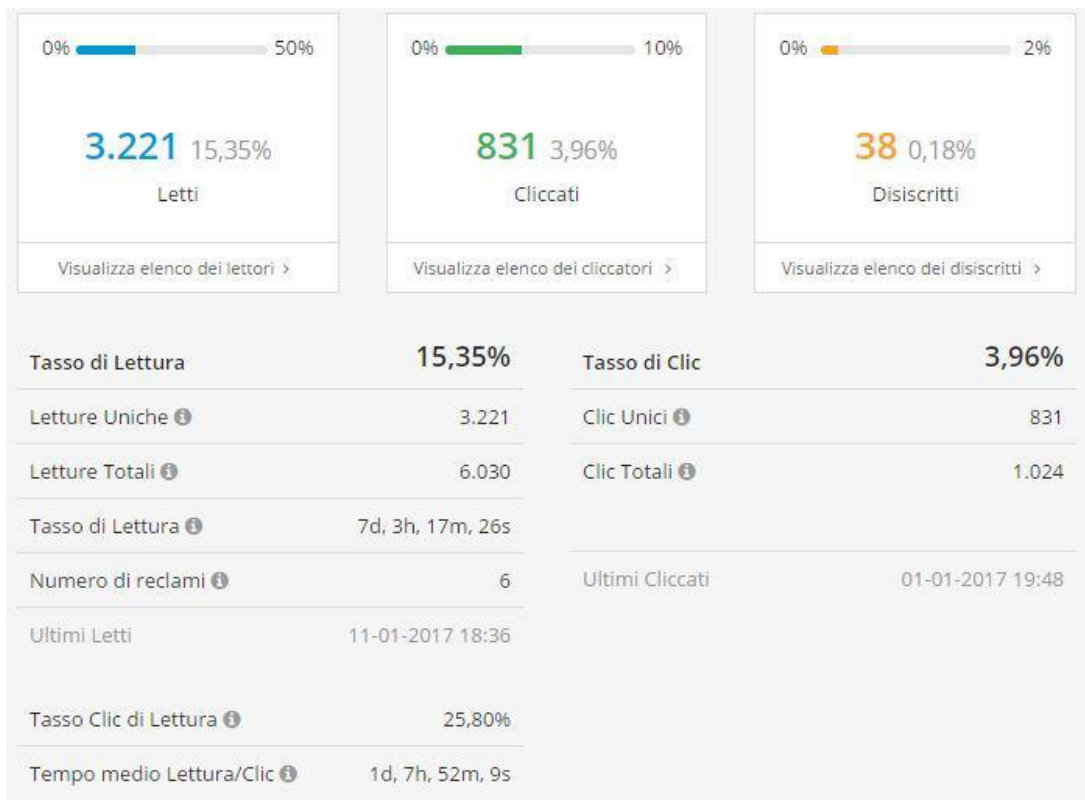 0% 50%
3.221 15,35%
Letti
Visualizza elenco dei lettori >
0% 10%
831 3,96%
Cliccati
Visualizza elenco dei cliccatori >
0% 2%
38 0,18%
Disiscritti
Visualizza elenco dei disiscritti >
Tasso di Lettura 15,35%
Letture Uniche 3.221
Letture Totali 6.030
Tasso di Lettura 7d, 3h, 17m, 26s
Numero di reclami 6
Ultimi Letti 11-01-2017 18:36
Tasso Clic di Lettura 25,80%
Tempo medio Lettura/Clic 1d, 7h, 52m, 9s
Tasso di Clic 3,96%
Clic Unici 831
Clic Totali 1.024
Ultimi Cliccati 01-01-2017 19:48